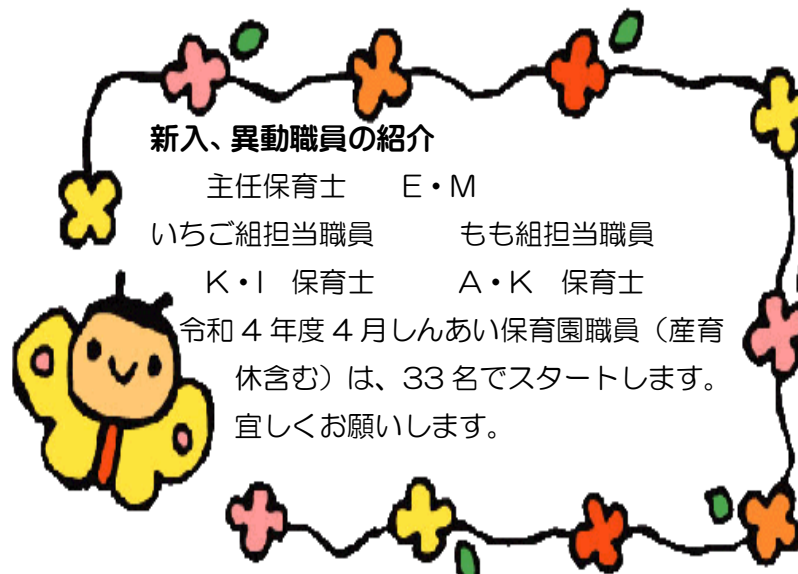 新入、異動職員の紹介
主任保育士　　E・M
いちご組担当職員　　　もも組担当職員
K・I　保育士　　　A・K　保育士
令和４年度４月しんあい保育園職員（産育
休含む）は、33名でスタートします。
宜しくお願いします。